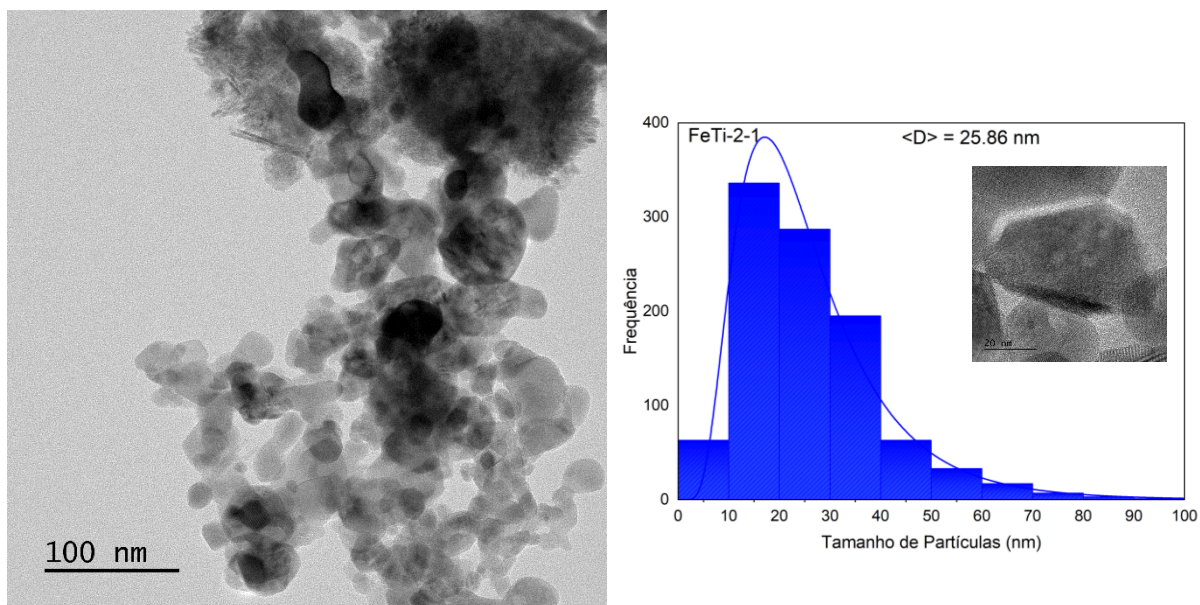 100 nm
FeTi-2-1
<D> = 25.86 nm
400
300
200
100
0
Frequência
20 nm
0 10 20 30 40 50 60 70 80 90 100
Tamanho de Partículas (nm)